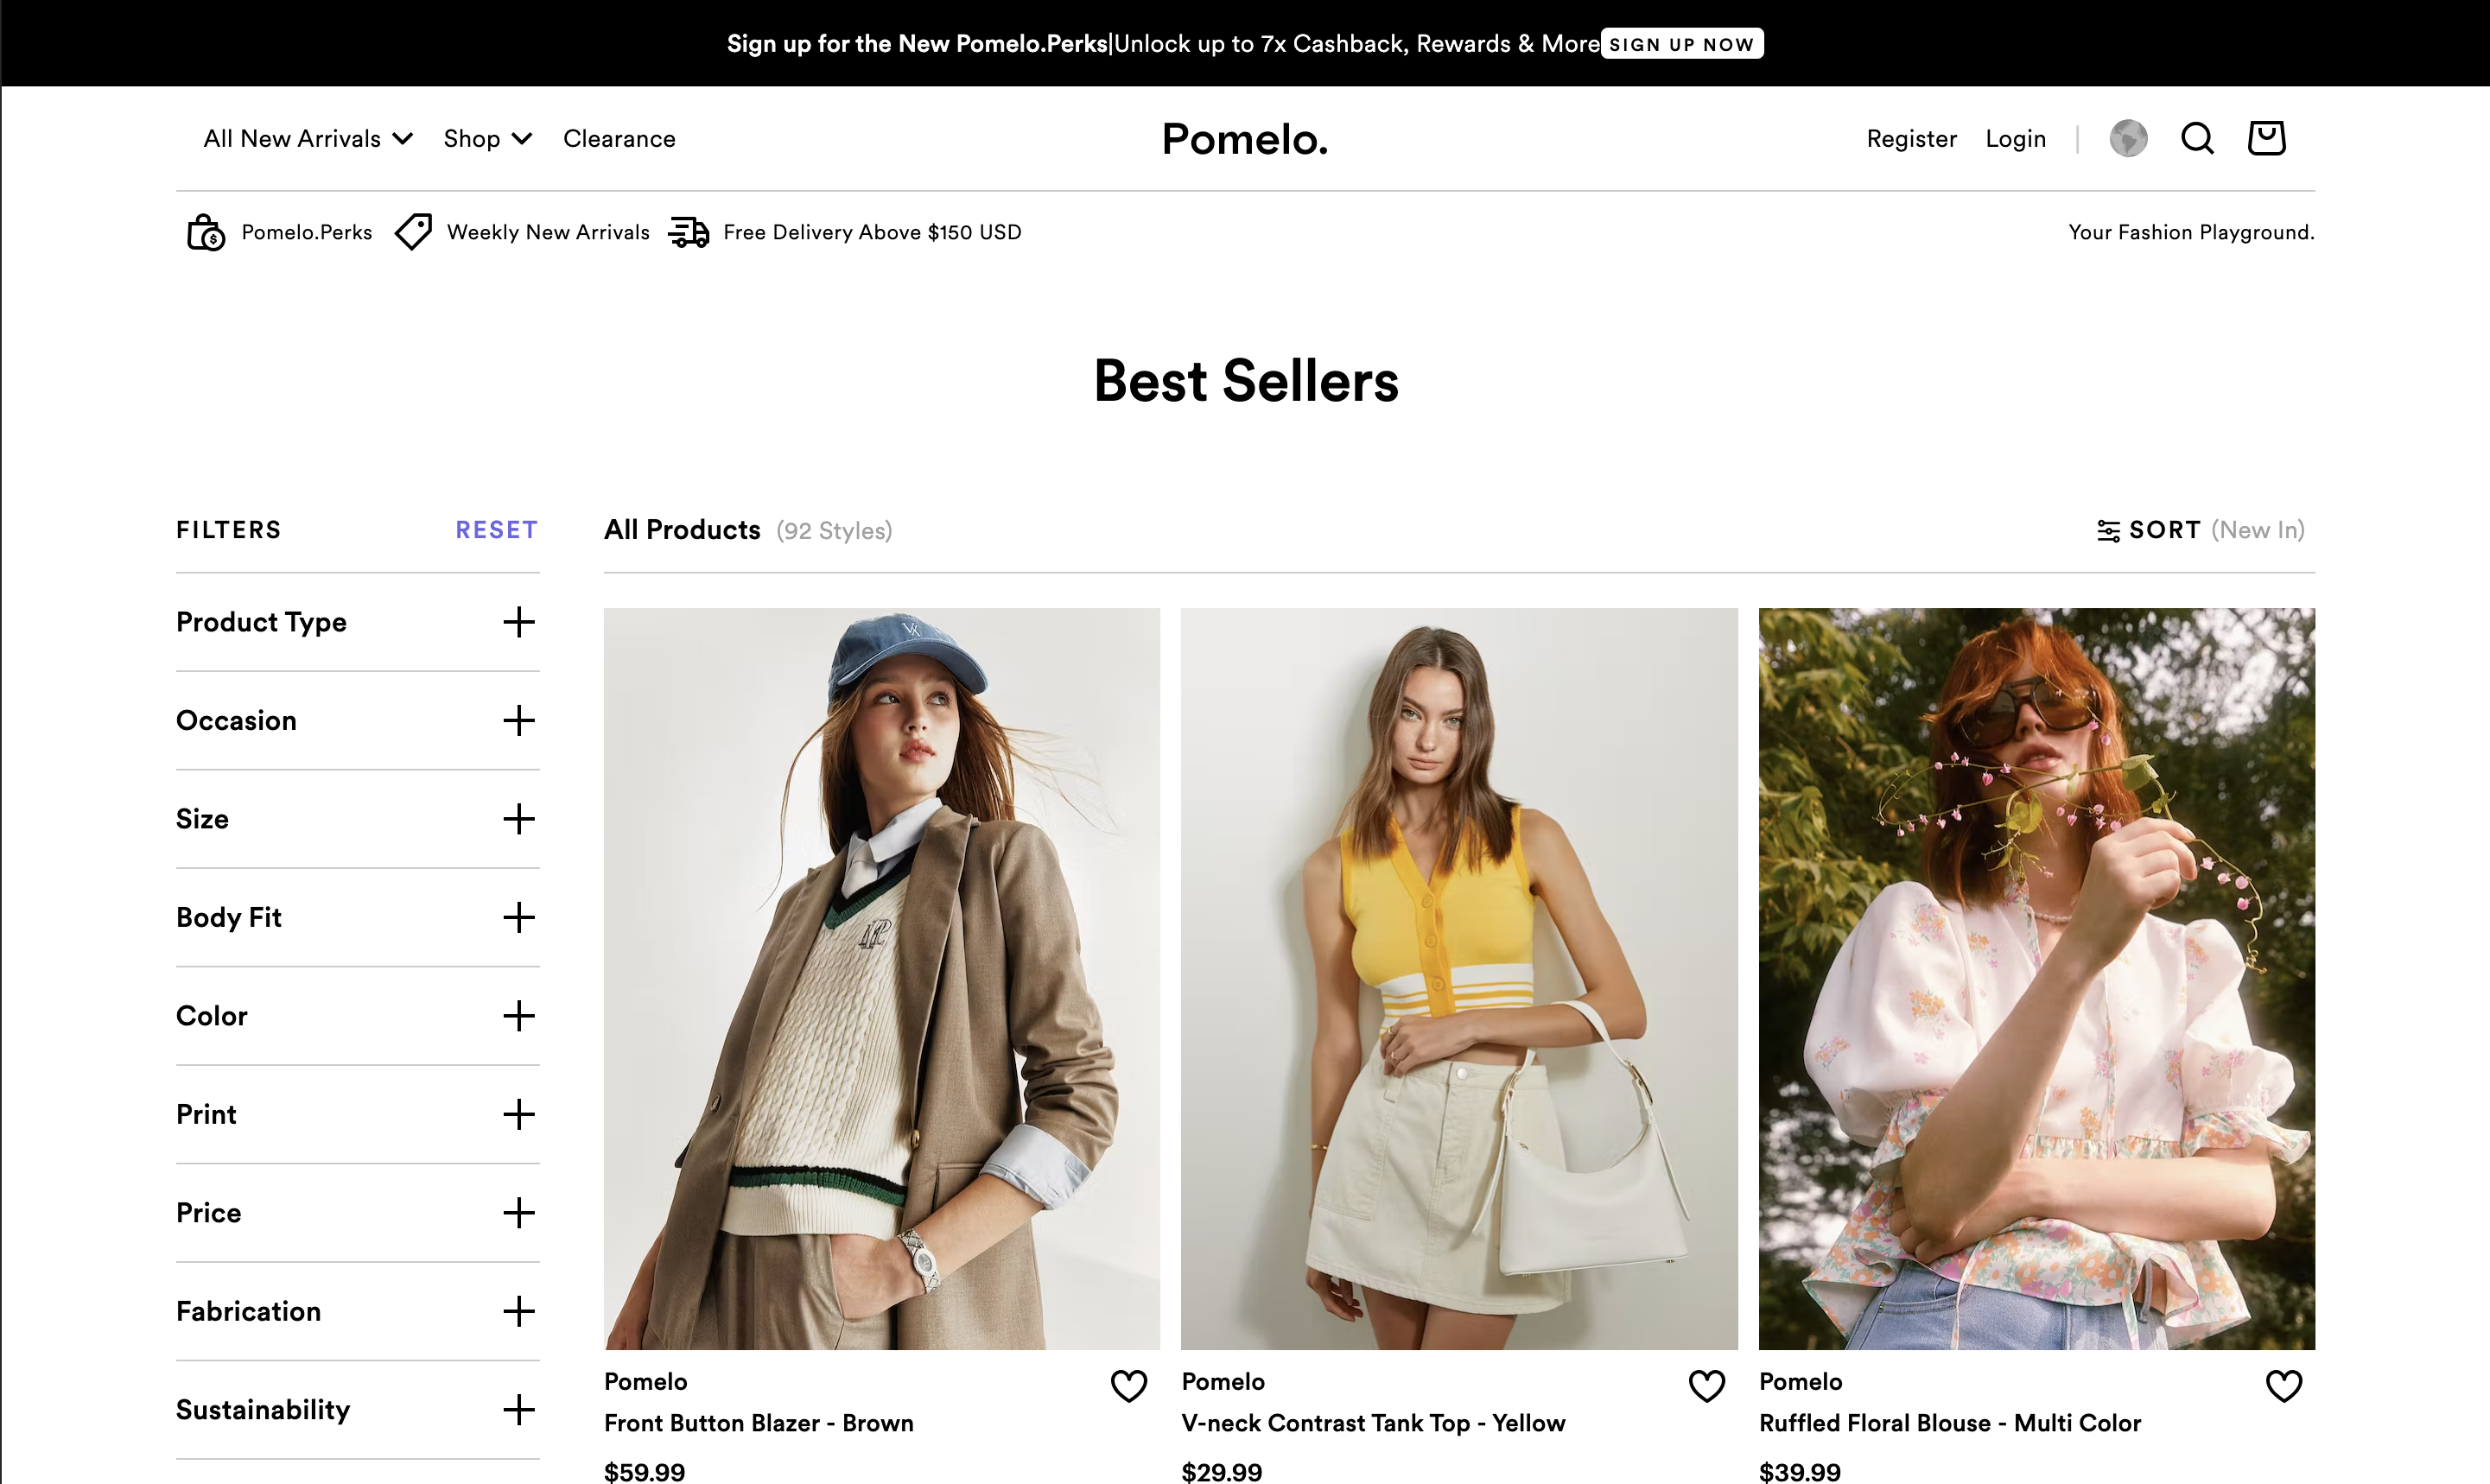 Sign up for the New Pomelo.Perks|Unlock up to 7x Cashback, Rewards & More SIGN UP NOW
All New Arrivals Shop Clearance Pomelo. Register Login
Pomelo.Perks Weekly New Arrivals Free Delivery Above $150 USD Your Fashion Playground.
Best Sellers
FILTERS RESET
All Products (92 Styles) SORT (New In)
Product Type
Occasion
Size
Body Fit
Color
Print
Price
Fabrication
Sustainability
Pomelo
Front Button Blazer - Brown
$59.99
Pomelo
V-neck Contrast Tank Top - Yellow
$29.99
Pomelo
Ruffled Floral Blouse - Multi Color
$39.99